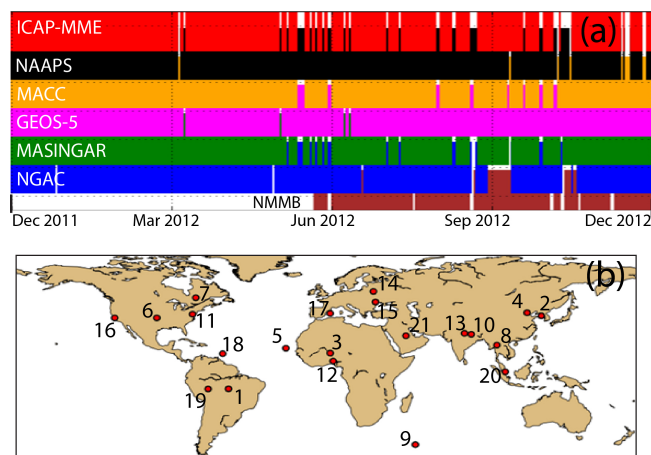 (a)
ICAP-MME
NAAPS
MACC
GEOS-5
MASINGAR
NGAC
NMMB
Dec 2011 Mar 2012 Jun 2012 Sep 2012 Dec 2012
(b)
7 14
16 6 11 17 15 21 13 10 4 2
18 5 3 8
12 20
19 1
9